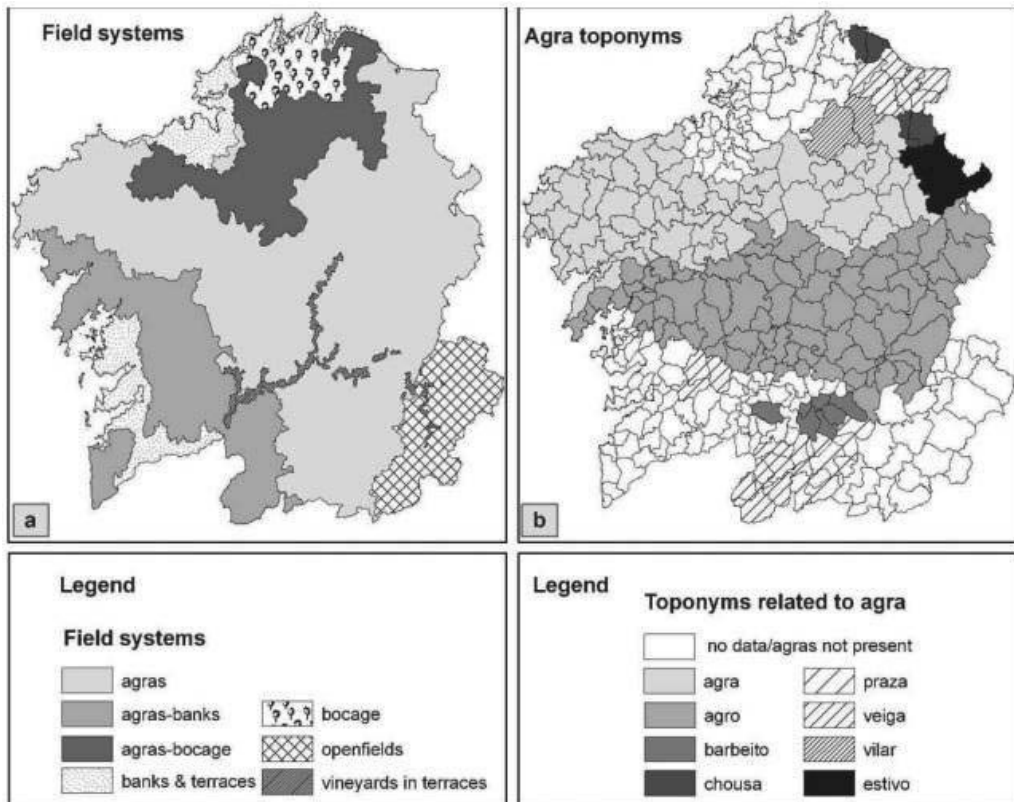 Field systems
a
Agra toponyms
b
Legend
Field systems
agras
agras-banks
agras-bocage
banks & terraces
bocage
openfields
vineyards in terraces
Legend
Toponyms related to agra
no data/agras not present
agra
agro
barbeito
chousa
praza
veiga
vilar
estivo